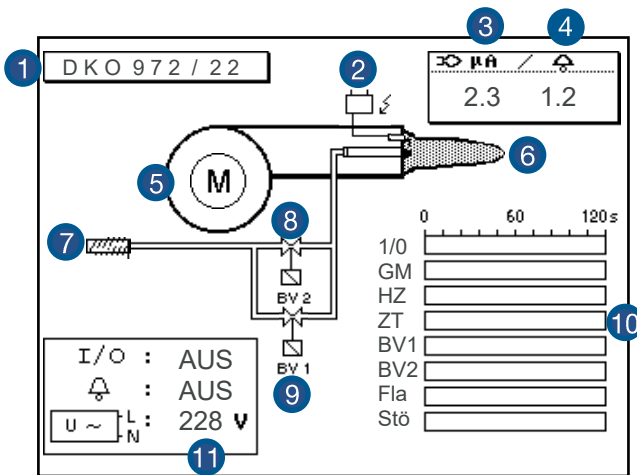 3 4
1 DKO 972 / 22 2 µA /
2.3 1.2
6
5 M
8
0 60 120 s
7
1/0
GM
BV 2
HZ
ZT 10
I/O : AUS
BV 1
BV1
: AUS
9
BV2
U ~ L : 228 V
N
Fla
11
Stö